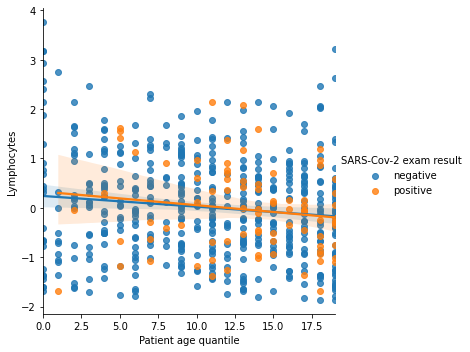 4
3
2
1
0
−1
−2
Lymphocytes
0.0 2.5 5.0 7.5 10.0 12.5 15.0 17.5
Patient age quantile
SARS-Cov-2 exam result
negative
positive